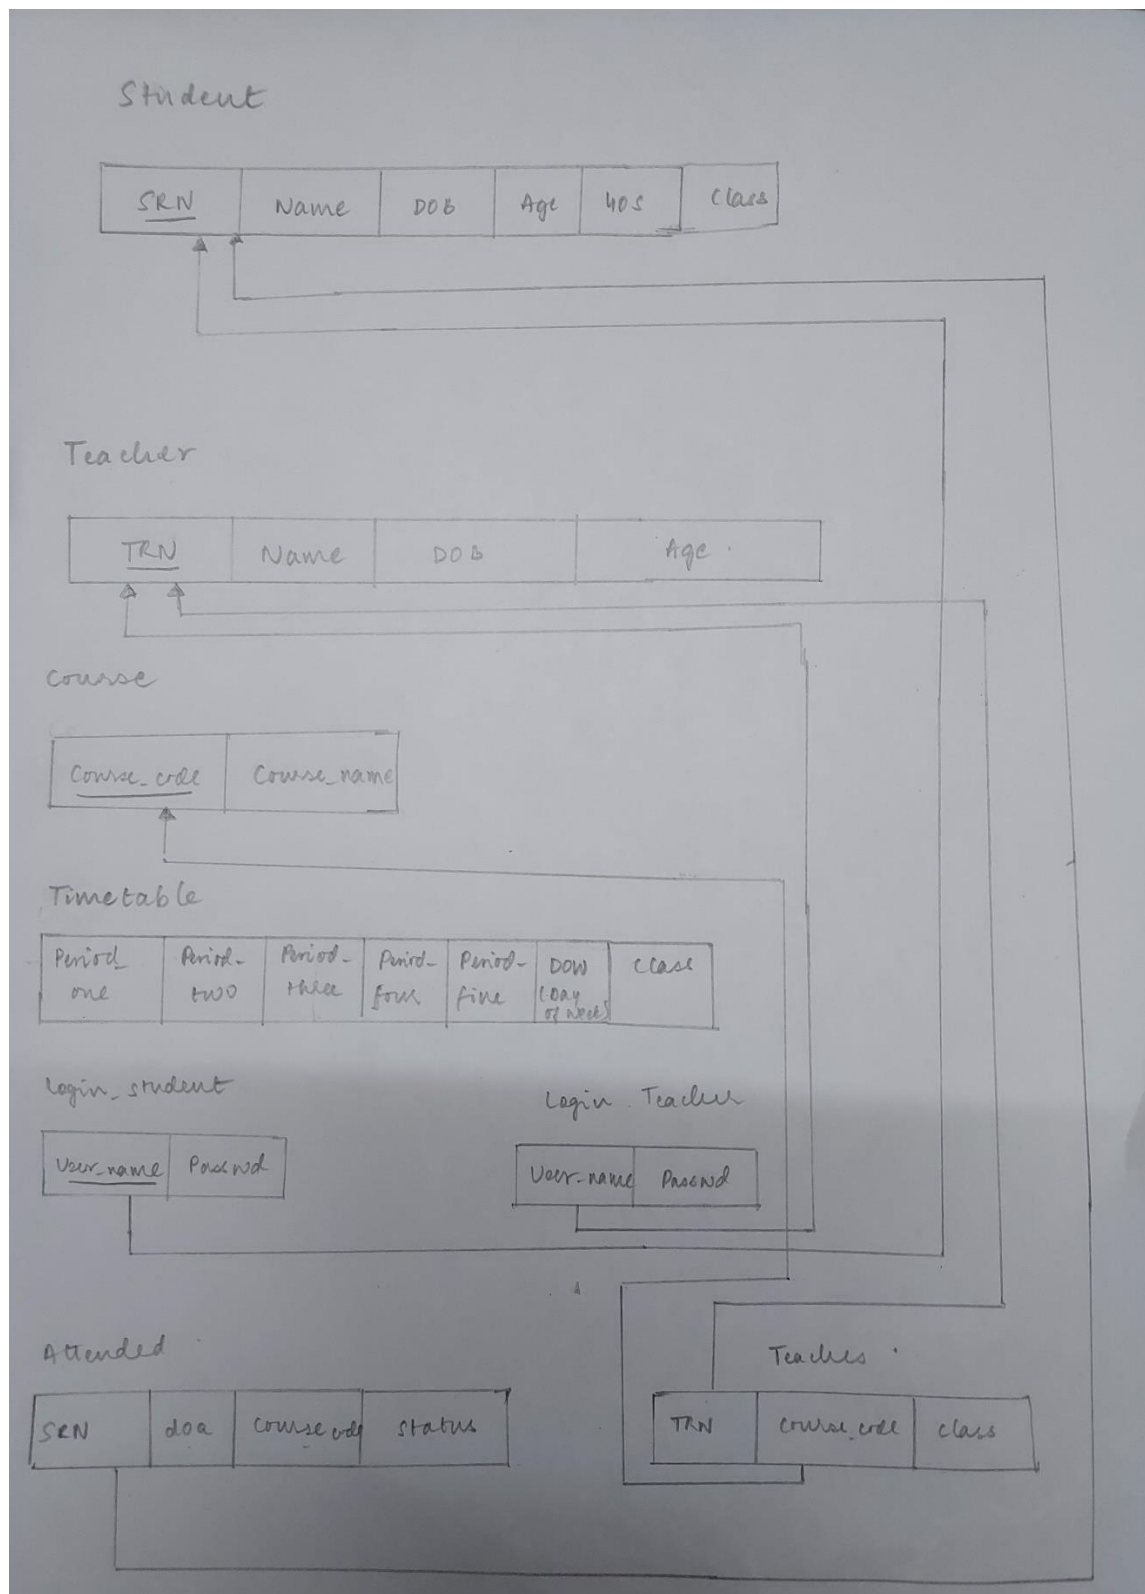 Student
SRN Name DOB Age YOS Class
Teacher
TRN Name DOB Age
Course
Course_code Course_name
Timetable
Period_ Period_ Period_ Period_ Period_ DOW class
one two three four five (Day
of week)
Login_student
Login Teacher
User_name Passwd
User_name Passwd
Attended
Teaches
SRN doa course code status
TRN course_code class